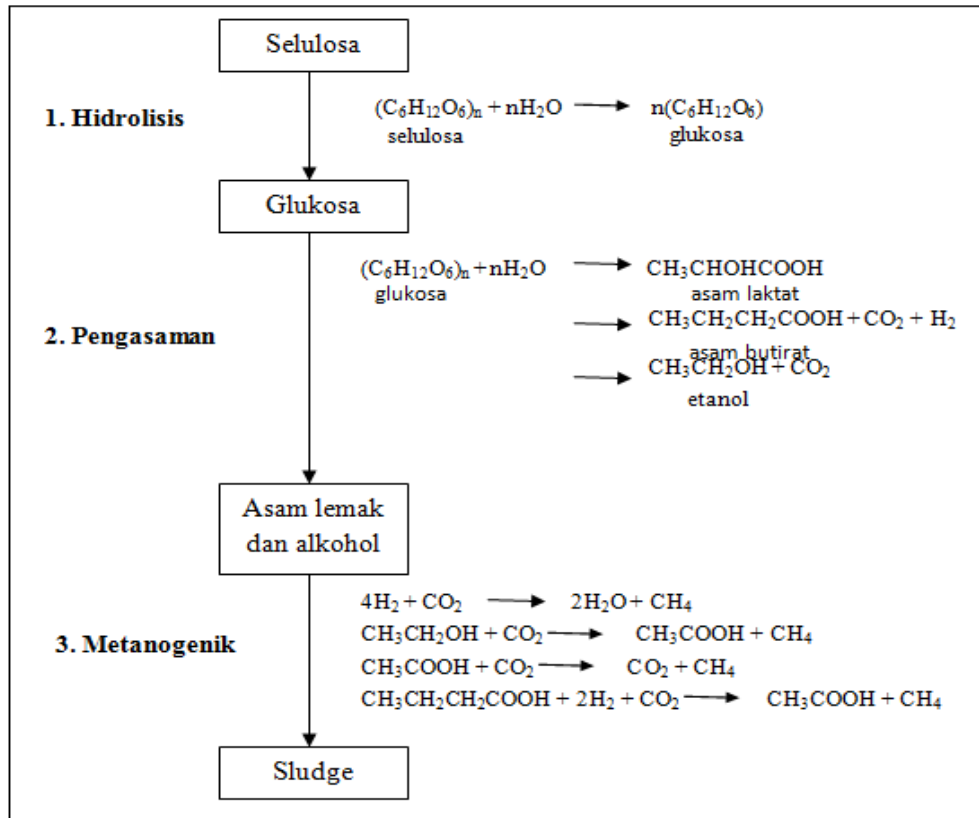 Selulosa
1. Hidrolisis
(C₆H₁₂O₆)ₙ + nH₂O ⟶ n(C₆H₁₂O₆)
selulosa glukosa
Glukosa
(C₆H₁₂O₆)ₙ + nH₂O ⟶ CH₃CHOHCOOH
glukosa asam laktat
2. Pengasaman
⟶ CH₃CH₂CH₂COOH + CO₂ + H₂
asam butirat
⟶ CH₃CH₂OH + CO₂
etanol
Asam lemak
dan alkohol
3. Metanogenik
4H₂ + CO₂ ⟶ 2H₂O + CH₄
CH₃CH₂OH + CO₂ ⟶ CH₃COOH + CH₄
CH₃COOH + CO₂ ⟶ CO₂ + CH₄
CH₃CH₂CH₂COOH + 2H₂ + CO₂ ⟶ CH₃COOH + CH₄
Sludge